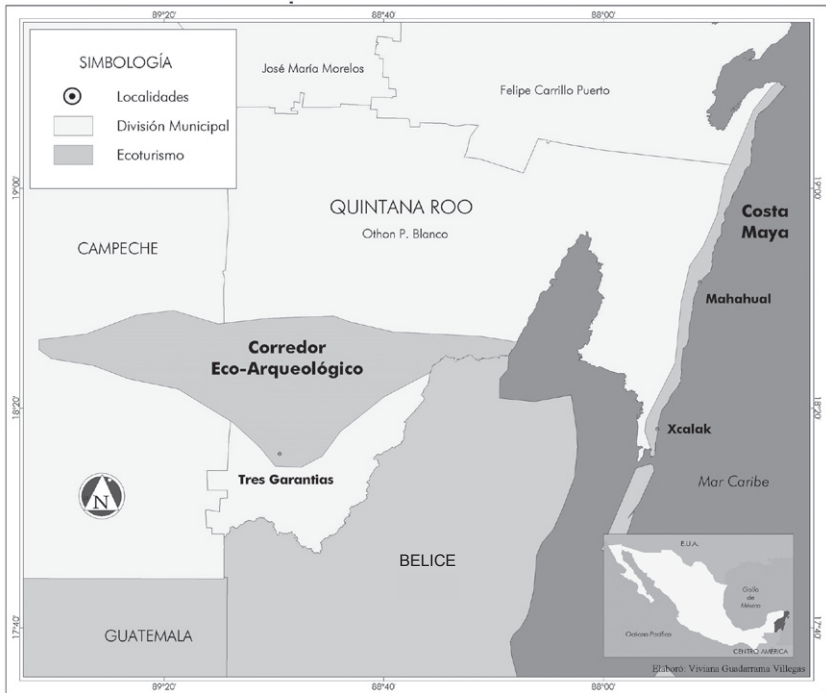 89°20'
88°40'
88°00'
SIMBOLOGÍA
Localidades
División Municipal
Ecoturismo
José María Morelos
Felipe Carrillo Puerto
19°00'
19°00'
QUINTANA ROO
Othon P. Blanco
CAMPECHE
Costa
Maya
Mahahual
Corredor
Eco-Arqueológico
18°20'
18°20'
Xcalak
Tres Garantias
Mar Caribe
N
BELICE
E.U.A.
Golfo
de
México
Océano Pacífico
CENTRO AMÉRICA
GUATEMALA
17°40'
17°40'
Elaboró: Viviana Guadarrama Villegas
89°20'
88°40'
88°00'